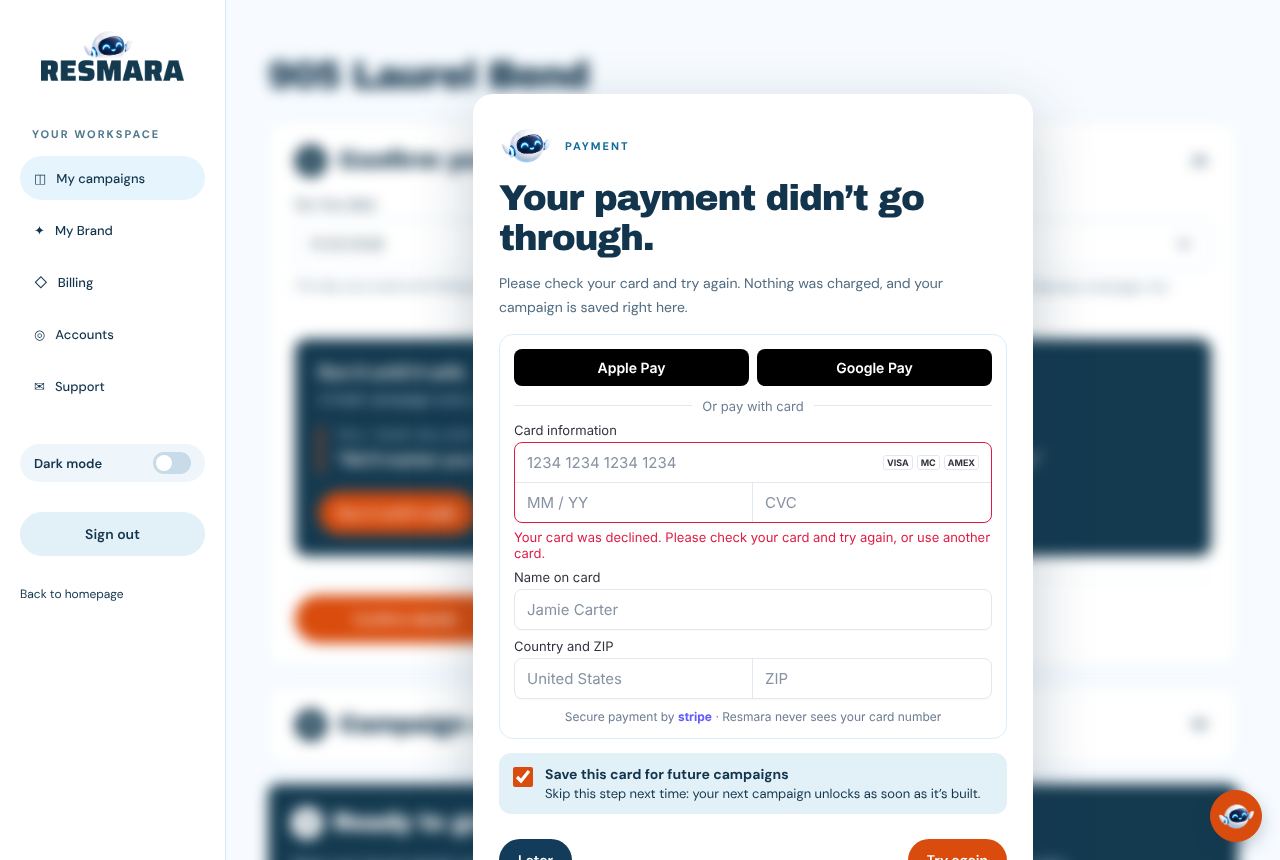 RESMARA
905 Laurel Bend
YOUR WORKSPACE
My campaigns
My Brand
Billing
Accounts
Support
Dark mode
Sign out
Back to homepage
PAYMENT
Your payment didn’t go
through.
Please check your card and try again. Nothing was charged, and your
campaign is saved right here.
Apple Pay
Google Pay
Or pay with card
Card information
1234 1234 1234 1234
VISA MC AMEX
MM / YY
CVC
Your card was declined. Please check your card and try again, or use another
card.
Name on card
Jamie Carter
Country and ZIP
United States
ZIP
Secure payment by stripe · Resmara never sees your card number
Save this card for future campaigns
Skip this step next time: your next campaign unlocks as soon as it’s built.
Later
Try again